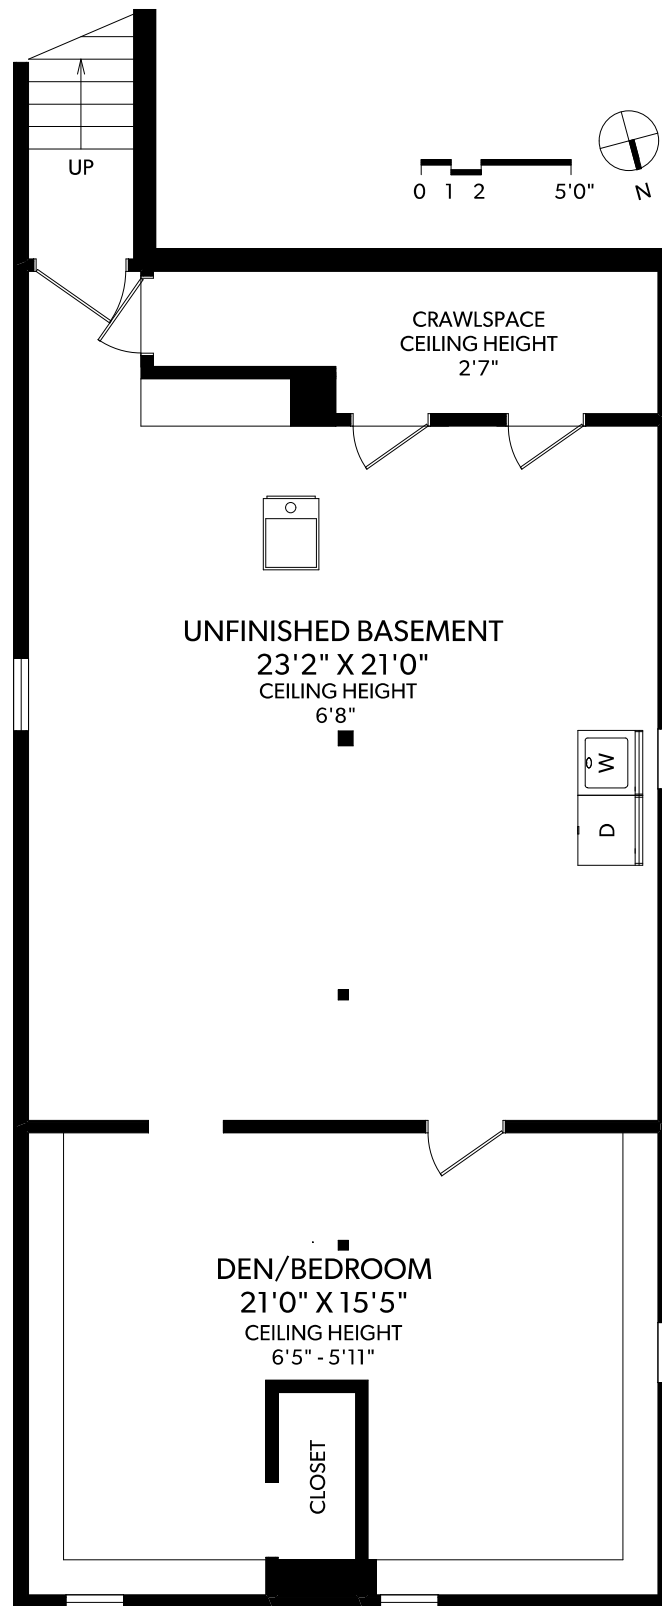 UP
0 1 2 5'0"
N
CRAWLSPACE
CEILING HEIGHT
2'7"
UNFINISHED BASEMENT
23'2" X 21'0"
CEILING HEIGHT
6'8"
W
D
DEN/BEDROOM
21'0" X 15'5"
CEILING HEIGHT
6'5" - 5'11"
CLOSET